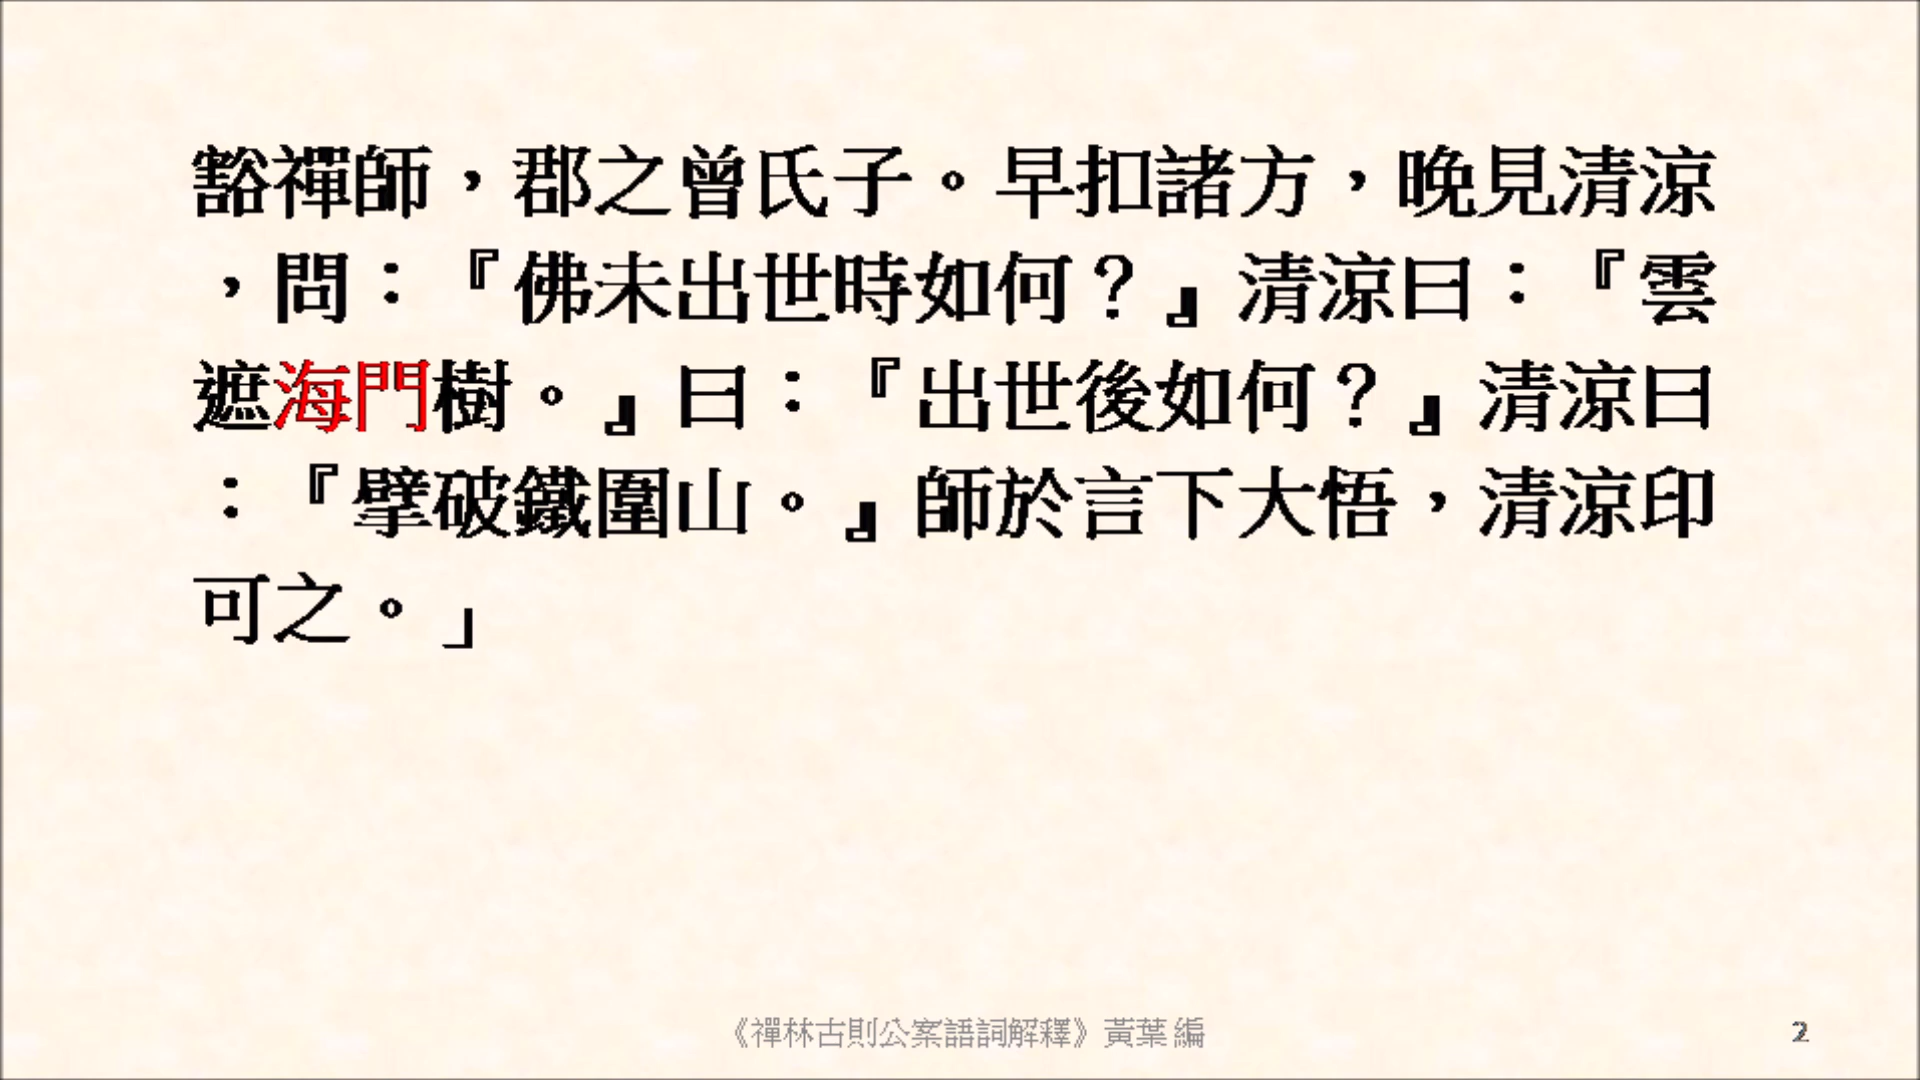 豁禪師，郡之曾氏子。早扣諸方，晚見清涼
，問：『佛未出世時如何？』清涼曰：『雲
遮海門樹。』曰：『出世後如何？』清涼曰
：『擘破鐵圍山。』師於言下大悟，清涼印
可之。」
《禪林古則公案語詞解釋》黃葉 編
2